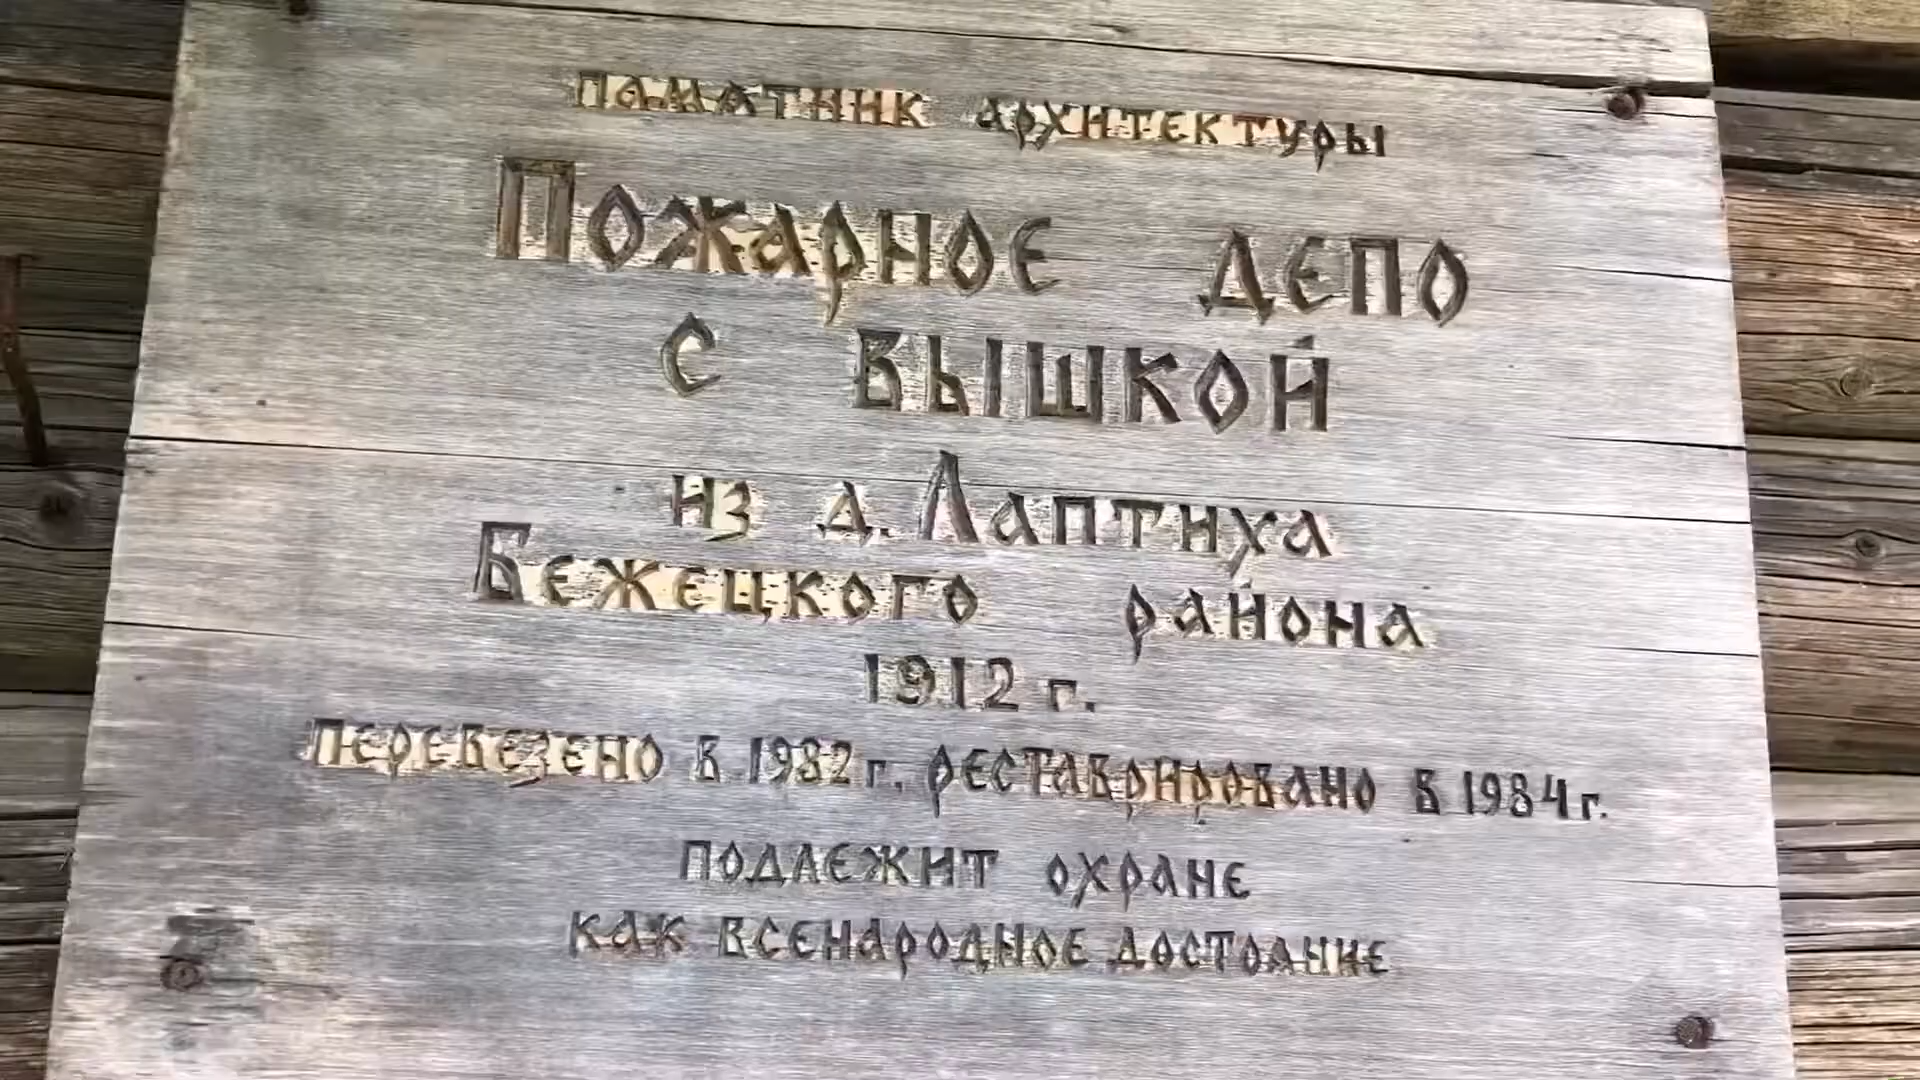 Памятник архитектуры
Пожарное депо
с вышкой
из д. Лаптиха
Бежецкого района
1912 г.
перевезено в 1982 г. реставрировано в 1984 г.
подлежит охране
как всенародное достояние